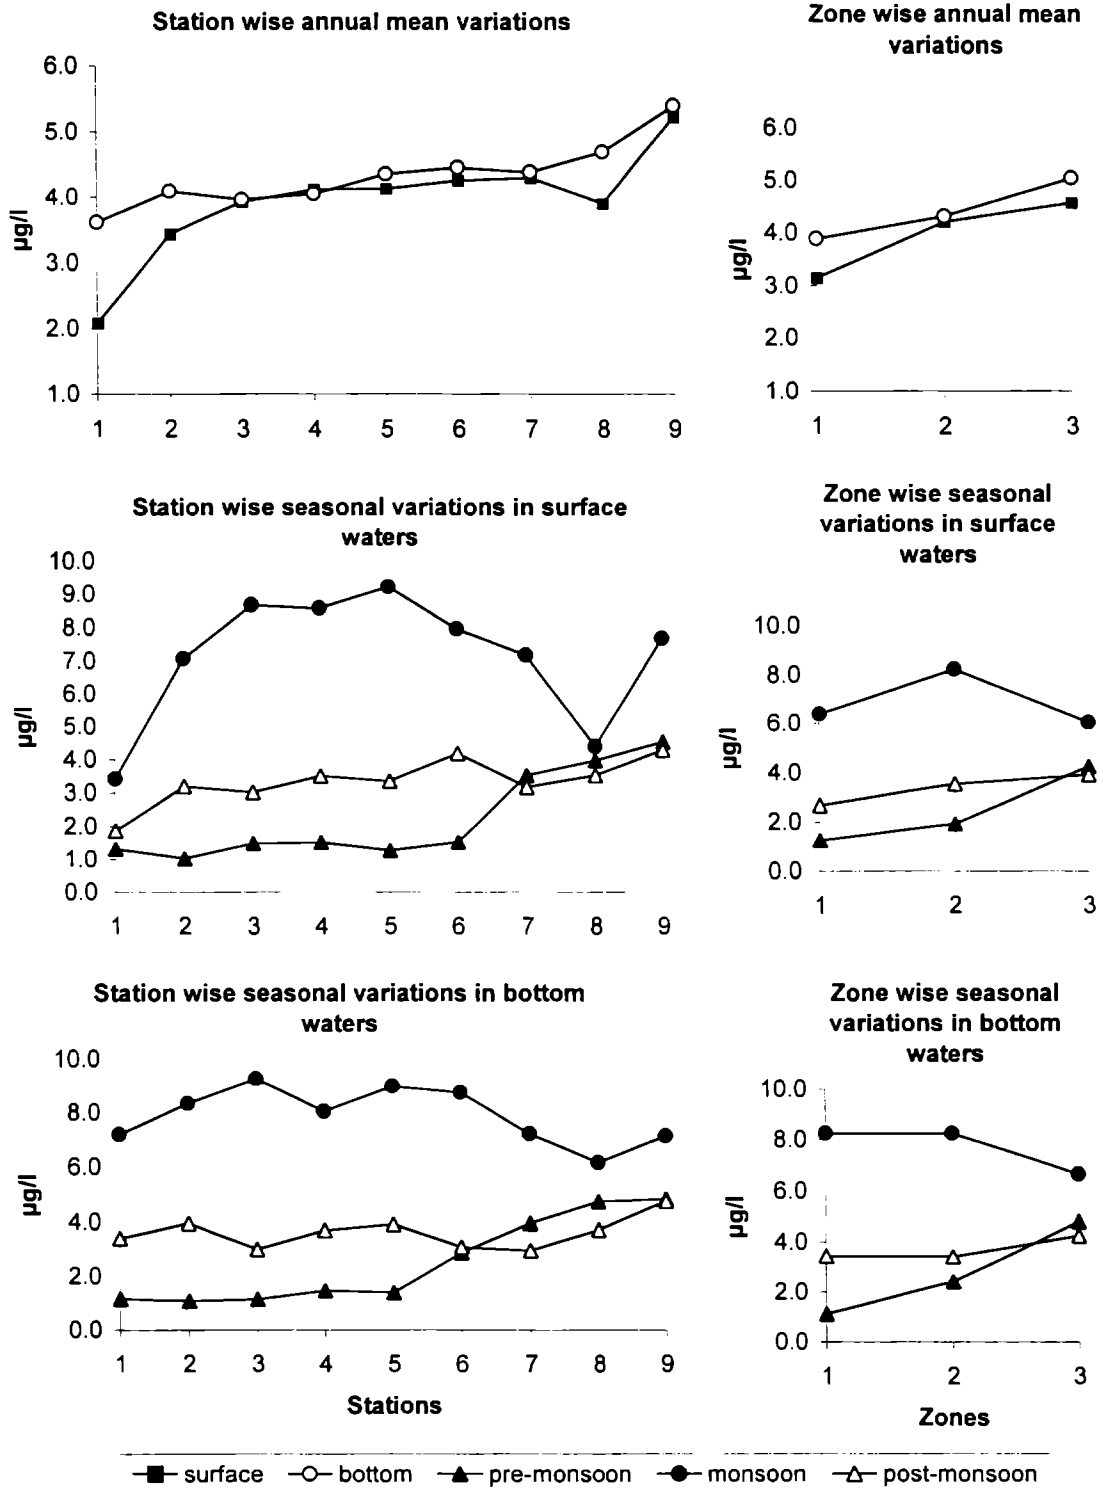 Station wise annual mean variations
6.0
5.0
4.0
3.0
2.0
1.0
µg/l
1 2 3 4 5 6 7 8 9
Zone wise annual mean
variations
6.0
5.0
4.0
3.0
2.0
1.0
µg/l
1 2 3
Station wise seasonal variations in surface
waters
10.0
9.0
8.0
7.0
6.0
5.0
4.0
3.0
2.0
1.0
0.0
µg/l
1 2 3 4 5 6 7 8 9
Zone wise seasonal
variations in surface
waters
10.0
8.0
6.0
4.0
2.0
0.0
µg/l
1 2 3
Station wise seasonal variations in bottom
waters
10.0
8.0
6.0
4.0
2.0
0.0
µg/l
1 2 3 4 5 6 7 8 9
Stations
Zone wise seasonal
variations in bottom
waters
10.0
8.0
6.0
4.0
2.0
0.0
µg/l
1 2 3
Zones
surface bottom pre-monsoon monsoon post-monsoon